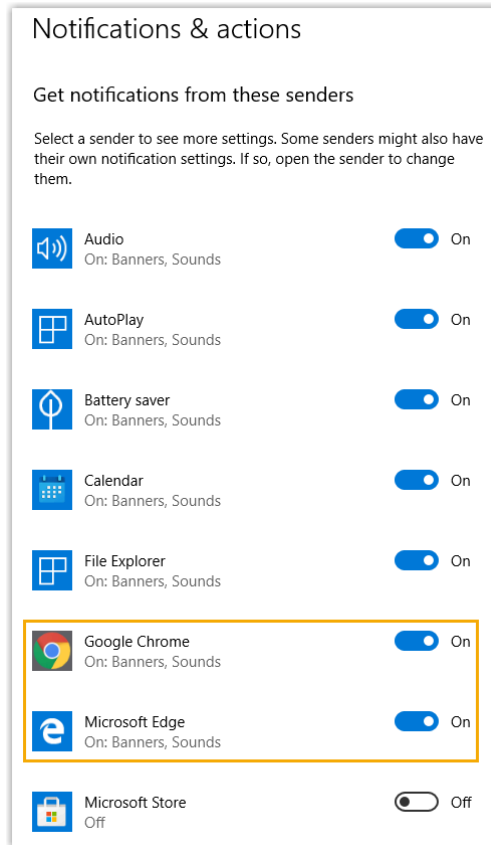 Notifications & actions
Get notifications from these senders
Select a sender to see more settings. Some senders might also have
their own notification settings. If so, open the sender to change
them.
Audio
On
On: Banners, Sounds
AutoPlay
On
On: Banners, Sounds
Battery saver
On
On: Banners, Sounds
Calendar
On
On: Banners, Sounds
File Explorer
On
On: Banners, Sounds
Google Chrome
On
On: Banners, Sounds
Microsoft Edge
On
On: Banners, Sounds
Microsoft Store
Off
Off